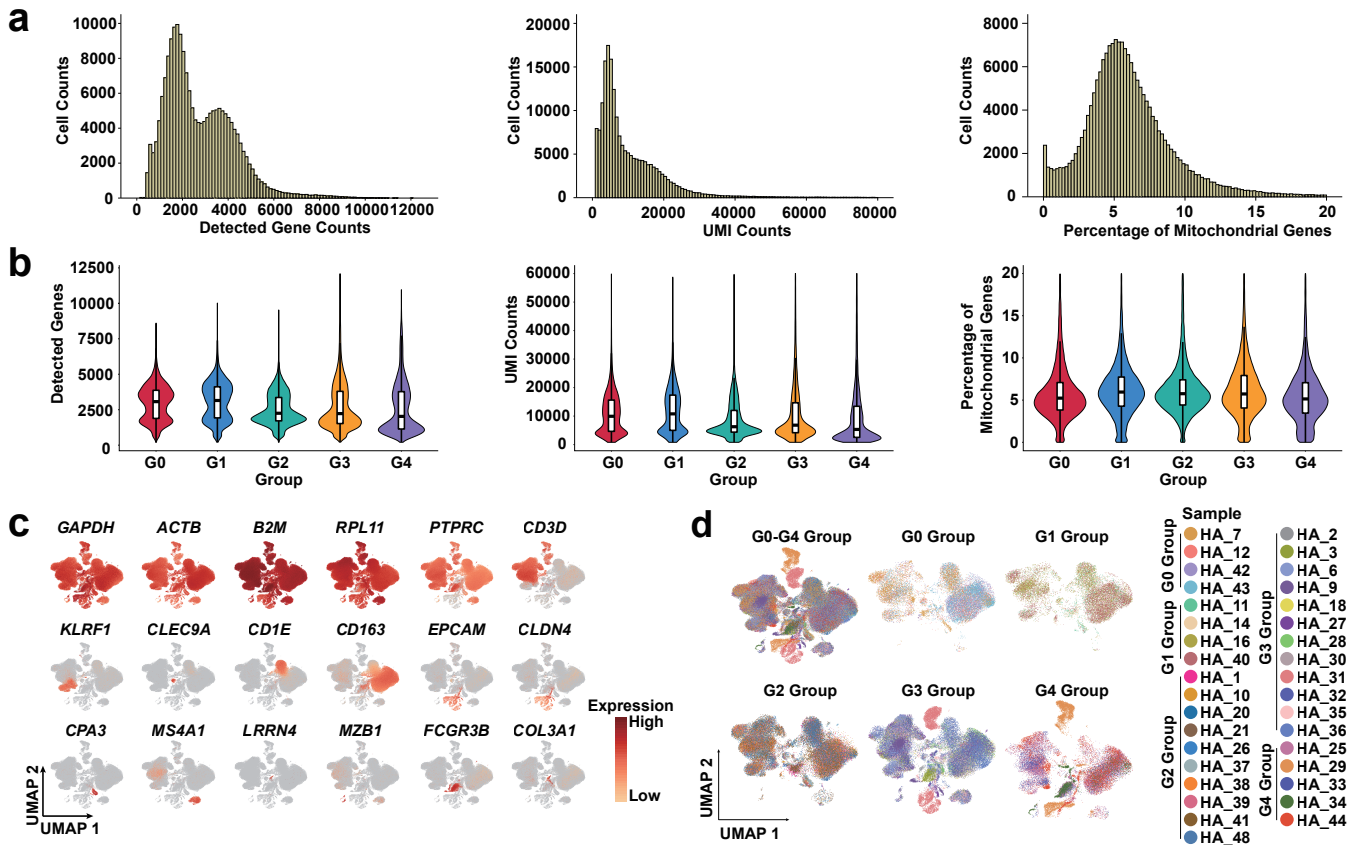 a
10000
8000
6000
4000
2000
0
Cell Counts
0 2000 4000 6000 8000 10000 12000
Detected Gene Counts
20000
15000
10000
5000
0
Cell Counts
0 20000 40000 60000 80000
UMI Counts
8000
6000
4000
2000
0
Cell Counts
0 5 10 15 20
Percentage of Mitochondrial Genes
b
12500
10000
7500
5000
2500
0
Detected Genes
G0 G1 G2 G3 G4
Group
60000
50000
40000
30000
20000
10000
0
UMI Counts
G0 G1 G2 G3 G4
Group
20
15
10
5
0
Percentage of
Mitochondrial Genes
G0 G1 G2 G3 G4
Group
c
GAPDH ACTB B2M RPL11 PTPRC CD3D
KLRF1 CLEC9A CD1E CD163 EPCAM CLDN4
CPA3 MS4A1 LRRN4 MZB1 FCGR3B COL3A1
UMAP 2
UMAP 1
Expression
High
Low
d
G0-G4 Group G0 Group G1 Group
G2 Group G3 Group G4 Group
UMAP 2
UMAP 1
Sample
G0 Group
HA_7
HA_12
HA_42
HA_43
G1 Group
HA_11
HA_14
HA_16
HA_40
G2 Group
HA_1
HA_10
HA_20
HA_21
HA_26
HA_37
HA_38
HA_39
HA_41
HA_48
G3 Group
HA_2
HA_3
HA_6
HA_9
HA_18
HA_27
HA_28
HA_30
HA_31
HA_32
HA_35
HA_36
G4 Group
HA_25
HA_29
HA_33
HA_34
HA_44